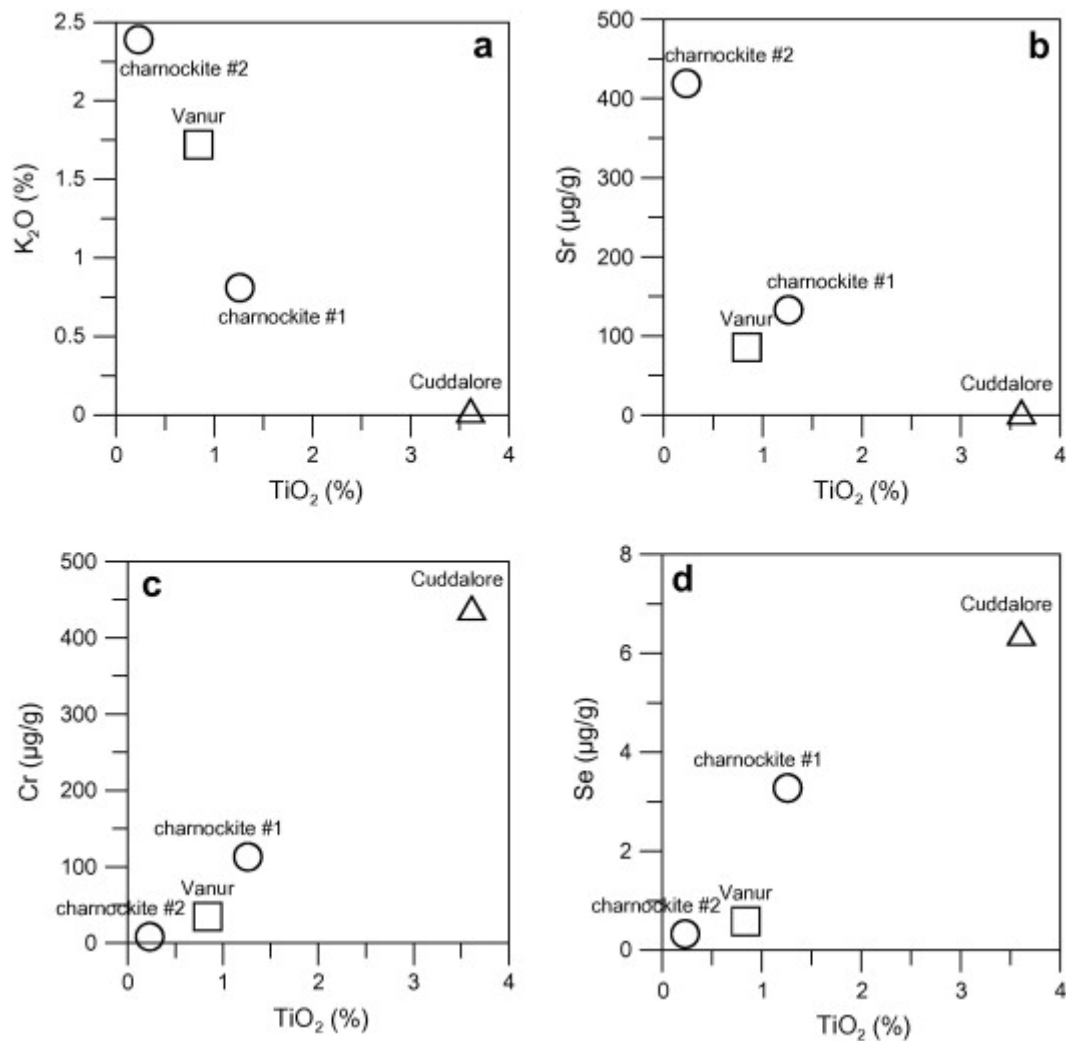 a
charnockite #2
Vanur
charnockite #1
Cuddalore
2.5
2
1.5
1
0.5
0
K₂O (%)
0 1 2 3 4
TiO₂ (%)
b
charnockite #2
charnockite #1
Vanur
Cuddalore
500
400
300
200
100
0
Sr (µg/g)
0 1 2 3 4
TiO₂ (%)
c
Cuddalore
charnockite #1
Vanur
charnockite #2
500
400
300
200
100
0
Cr (µg/g)
0 1 2 3 4
TiO₂ (%)
d
Cuddalore
charnockite #1
Vanur
charnockite #2
8
6
4
2
0
Se (µg/g)
0 1 2 3 4
TiO₂ (%)